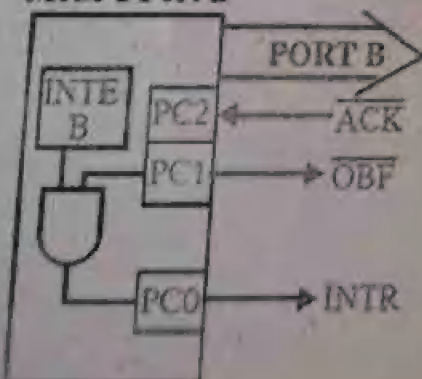 PORT B
INTE
B
PC2
ACK
PC1
OBF
PC0
INTR